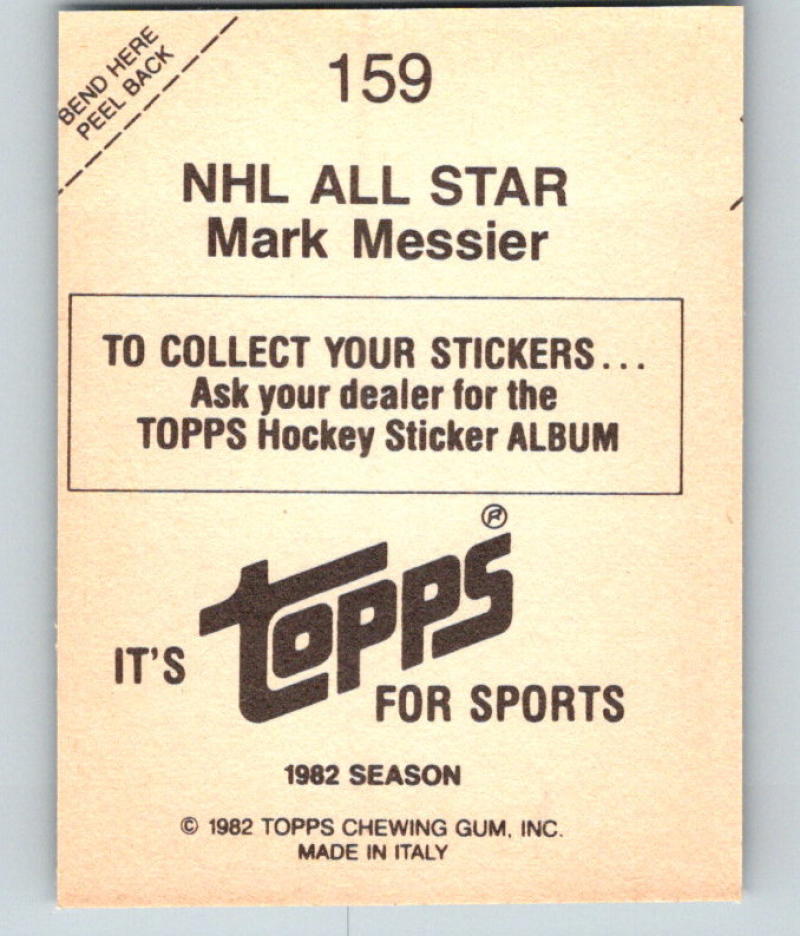 BEND HERE
PEEL BACK
159
NHL ALL STAR
Mark Messier
TO COLLECT YOUR STICKERS...
Ask your dealer for the
TOPPS Hockey Sticker ALBUM
IT'S topps® FOR SPORTS
1982 SEASON
© 1982 TOPPS CHEWING GUM, INC.
MADE IN ITALY